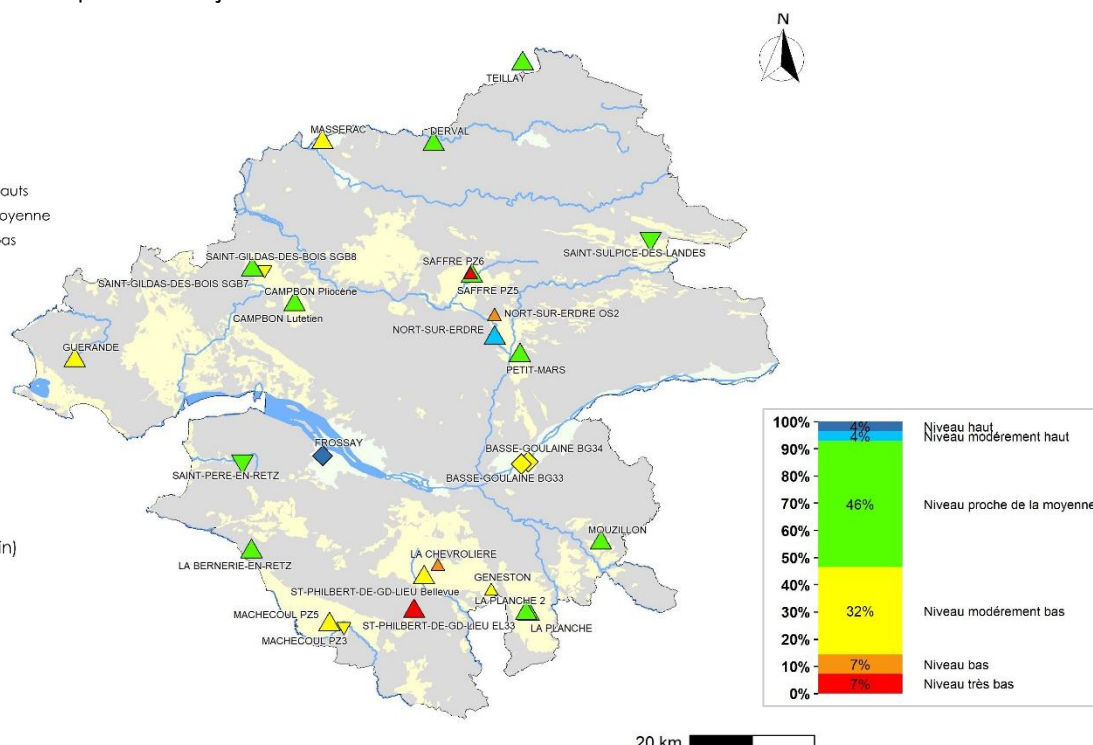 N
TEILLAY
MASSERAC
DERVAL
auts
oyenne
as
SAINT-SULPICE-DES-LANDES
SAINT-GILDAS-DES-BOIS SGB8
SAFFRE PZ6
SAINT-GILDAS-DES-BOIS SGB7
CAMPBON Pliocène
SAFFRE PZ5
CAMPBON Lutetien
NORT-SUR-ERDRE OS2
NORT-SUR-ERDRE
GUERANDE
PETIT-MARS
FROSSAY
BASSE-GOULAINE BG34
SAINT-PERE-EN-RETZ
BASSE-GOULAINE BG33
MOUZILLON
in)
LA CHEVROLIERE
LA BERNERIE-EN-RETZ
GENESTON
ST-PHILBERT-DE-GD-LIEU Bellevue
LA PLANCHE 2
MACHECOUL PZ5
ST-PHILBERT-DE-GD-LIEU EL33
LA PLANCHE
MACHECOUL PZ3
100%
4% Niveau haut
90%
4% Niveau modérement haut
80%
70%
46% Niveau proche de la moyenne
60%
50%
40%
32% Niveau modérement bas
30%
20%
10%
7% Niveau bas
7% Niveau très bas
0%
20 km